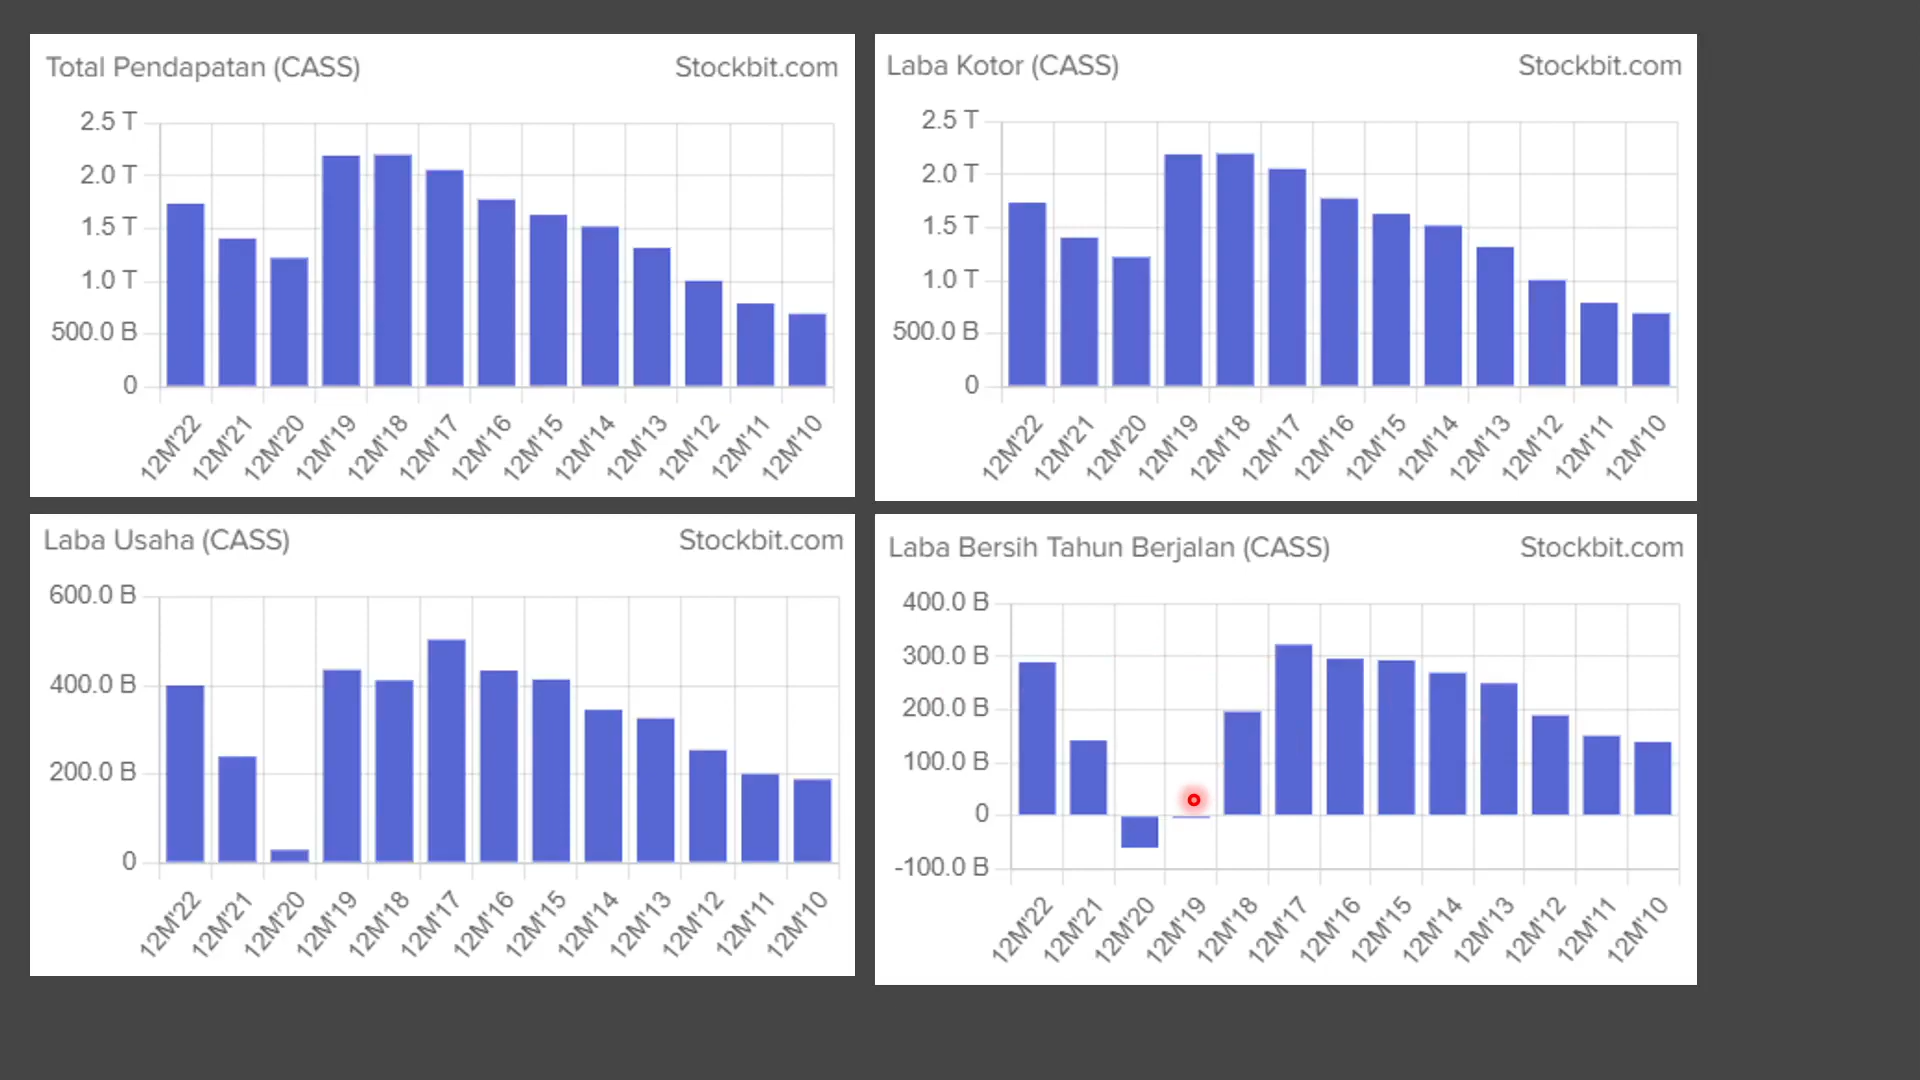 Total Pendapatan (CASS) Stockbit.com
2.5 T
2.0 T
1.5 T
1.0 T
500.0 B
0
12M'22 12M'21 12M'20 12M'19 12M'18 12M'17 12M'16 12M'15 12M'14 12M'13 12M'12 12M'11 12M'10
Laba Kotor (CASS) Stockbit.com
2.5 T
2.0 T
1.5 T
1.0 T
500.0 B
0
12M'22 12M'21 12M'20 12M'19 12M'18 12M'17 12M'16 12M'15 12M'14 12M'13 12M'12 12M'11 12M'10
Laba Usaha (CASS) Stockbit.com
600.0 B
400.0 B
200.0 B
0
12M'22 12M'21 12M'20 12M'19 12M'18 12M'17 12M'16 12M'15 12M'14 12M'13 12M'12 12M'11 12M'10
Laba Bersih Tahun Berjalan (CASS) Stockbit.com
400.0 B
300.0 B
200.0 B
100.0 B
0
-100.0 B
12M'22 12M'21 12M'20 12M'19 12M'18 12M'17 12M'16 12M'15 12M'14 12M'13 12M'12 12M'11 12M'10